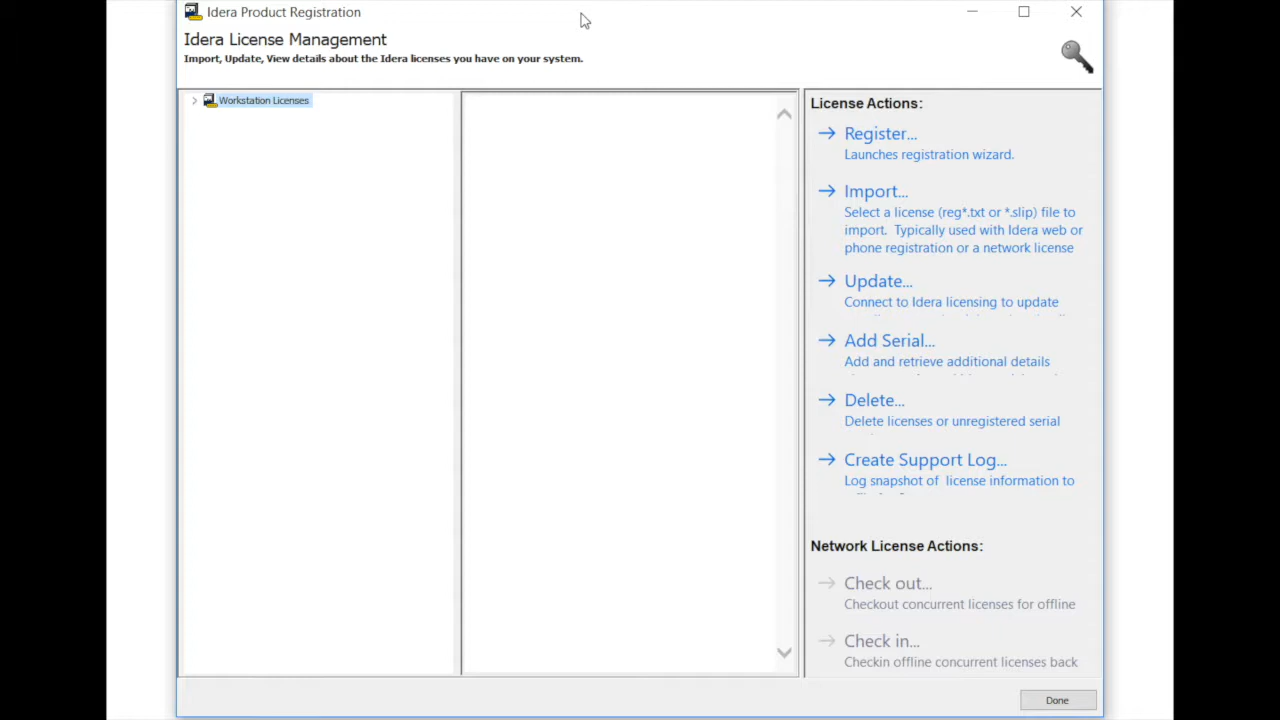 Idera Product Registration
Idera License Management
Import, Update, View details about the Idera licenses you have on your system.
Workstation Licenses
License Actions:
Register...
Launches registration wizard.
Import...
Select a license (reg*.txt or *.slip) file to
import. Typically used with Idera web or
phone registration or a network license
Update...
Connect to Idera licensing to update
Add Serial...
Add and retrieve additional details
Delete...
Delete licenses or unregistered serial
Create Support Log...
Log snapshot of license information to
Network License Actions:
Check out...
Checkout concurrent licenses for offline
Check in...
Checkin offline concurrent licenses back
Done